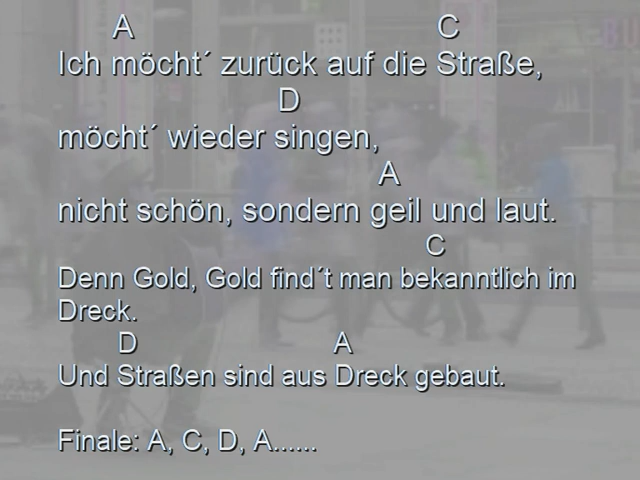 A C
Ich möcht´ zurück auf die Straße,
D
möcht´ wieder singen,
A
nicht schön, sondern geil und laut.
C
Denn Gold, Gold find´t man bekanntlich im
Dreck.
D A
Und Straßen sind aus Dreck gebaut.
Finale: A, C, D, A......